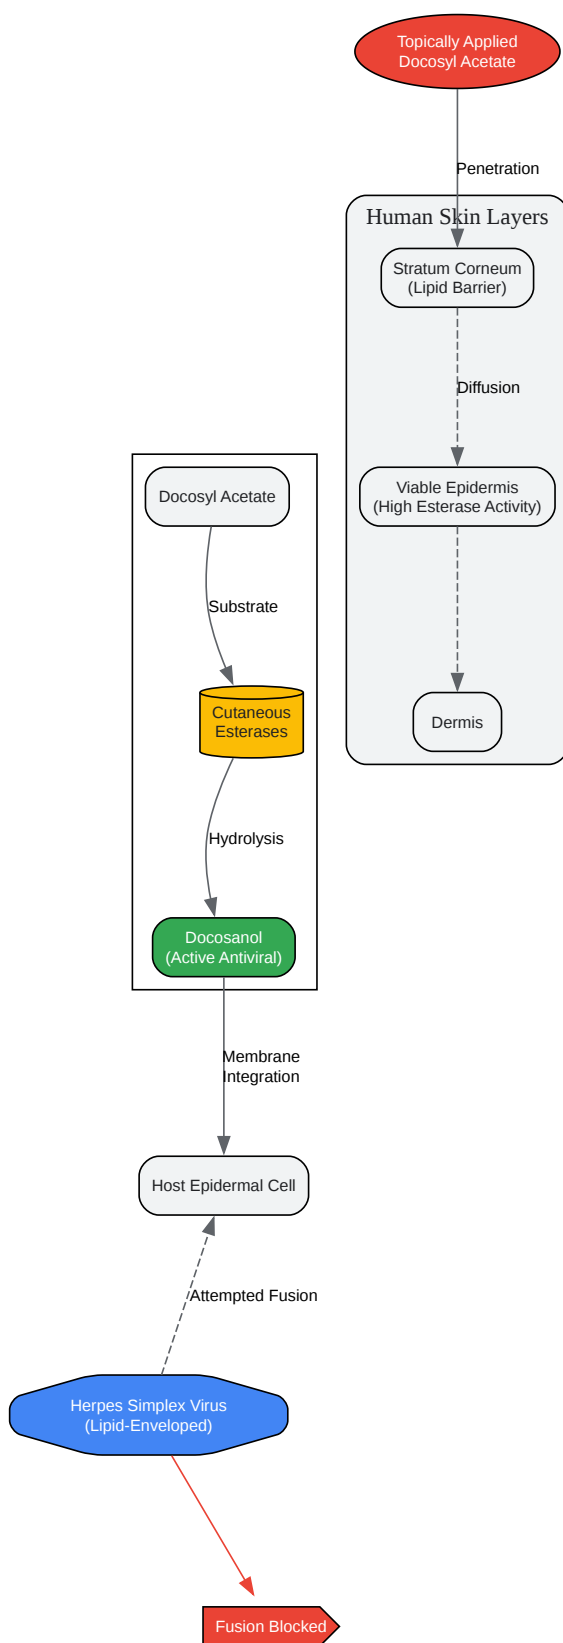 Topically Applied
Docosyl Acetate
Penetration
Human Skin Layers
Stratum Corneum
(Lipid Barrier)
Diffusion
Viable Epidermis
(High Esterase Activity)
Dermis
Docosyl Acetate
Substrate
Cutaneous
Esterases
Hydrolysis
Docosanol
(Active Antiviral)
Membrane
Integration
Host Epidermal Cell
Attempted Fusion
Herpes Simplex Virus
(Lipid-Enveloped)
Fusion Blocked